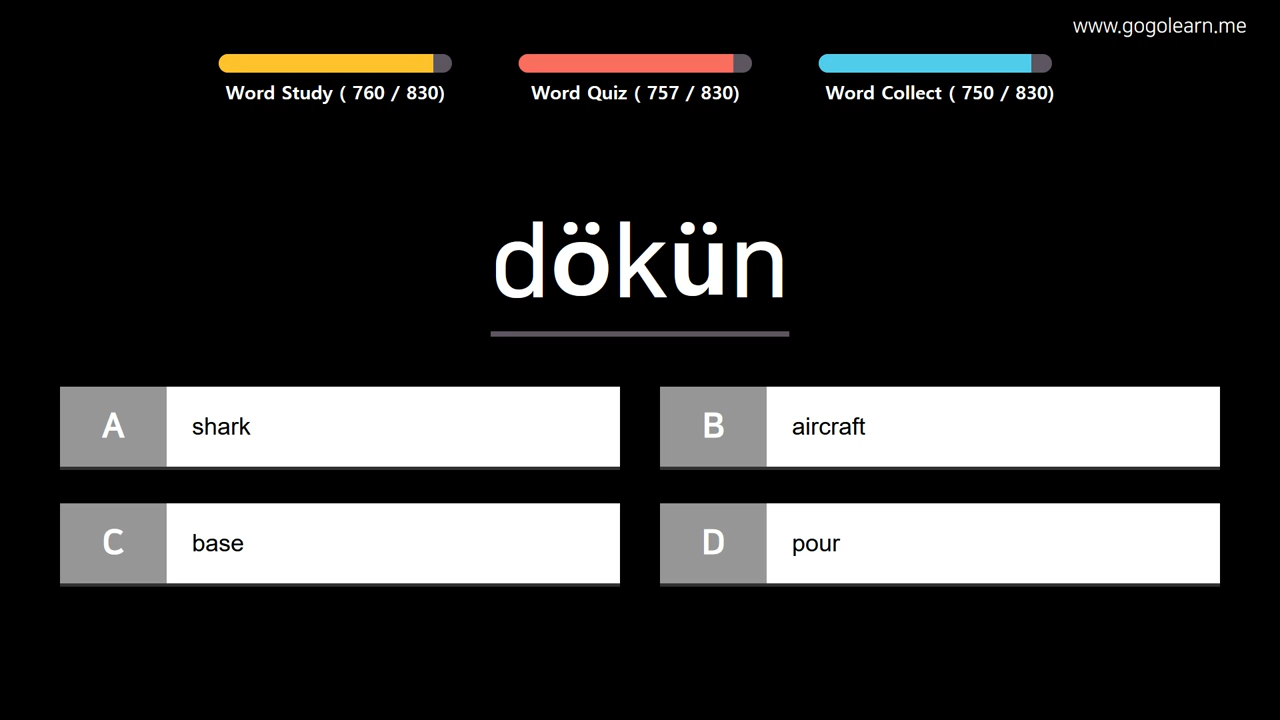 www.gogolearn.me
Word Study ( 760 / 830)
Word Quiz ( 757 / 830)
Word Collect ( 750 / 830)
dökün
A shark
B aircraft
C base
D pour